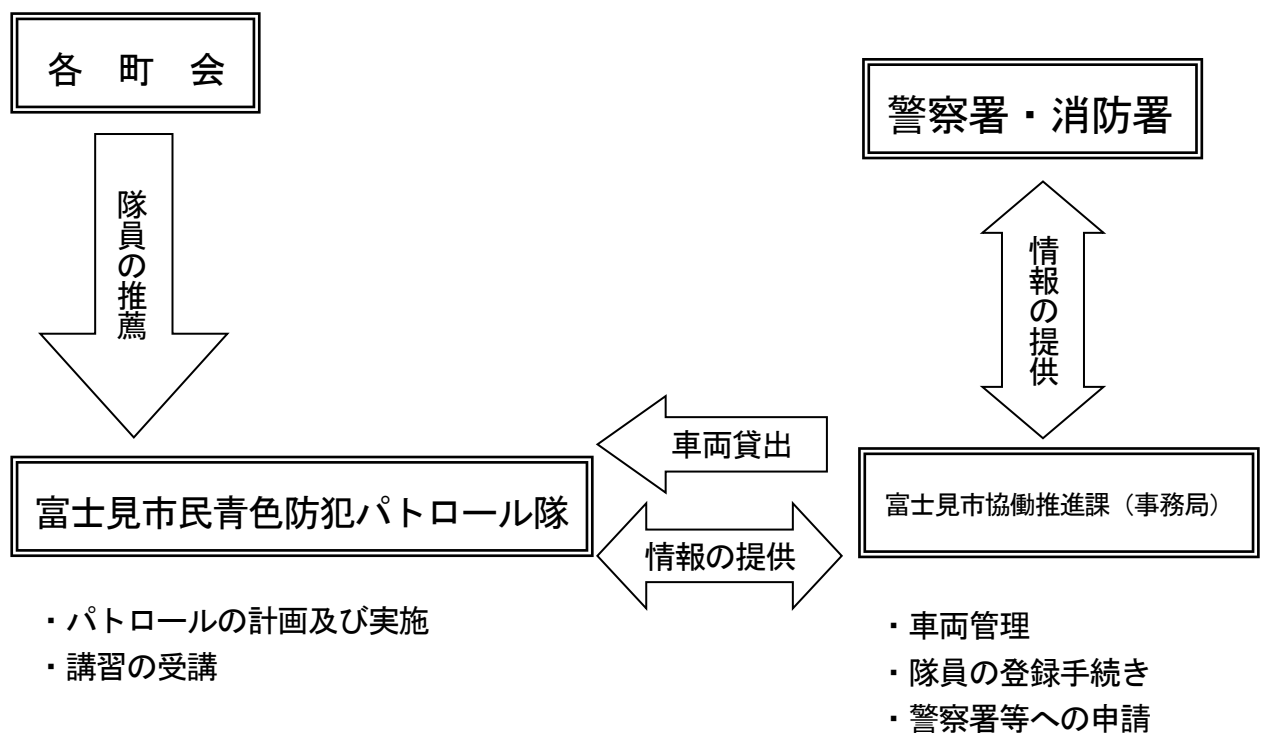 各　町　会
警察署・消防署
隊員の推薦
情報の提供
車両貸出
富士見市民青色防犯パトロール隊
情報の提供
富士見市協働推進課（事務局）
・パトロールの計画及び実施
・講習の受講
・車両管理
・隊員の登録手続き
・警察署等への申請